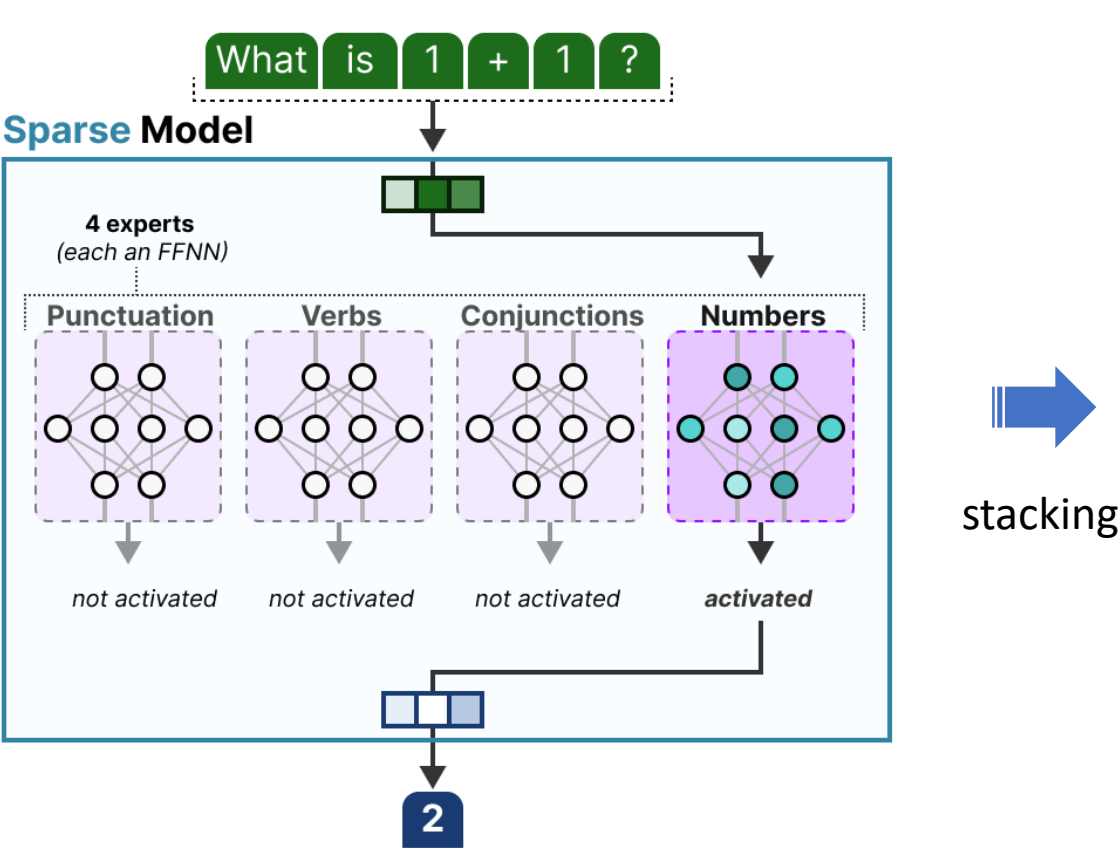 What is 1 + 1 ?
Sparse Model
4 experts
(each an FFNN)
Punctuation Verbs Conjunctions Numbers
not activated not activated not activated activated
stacking
2